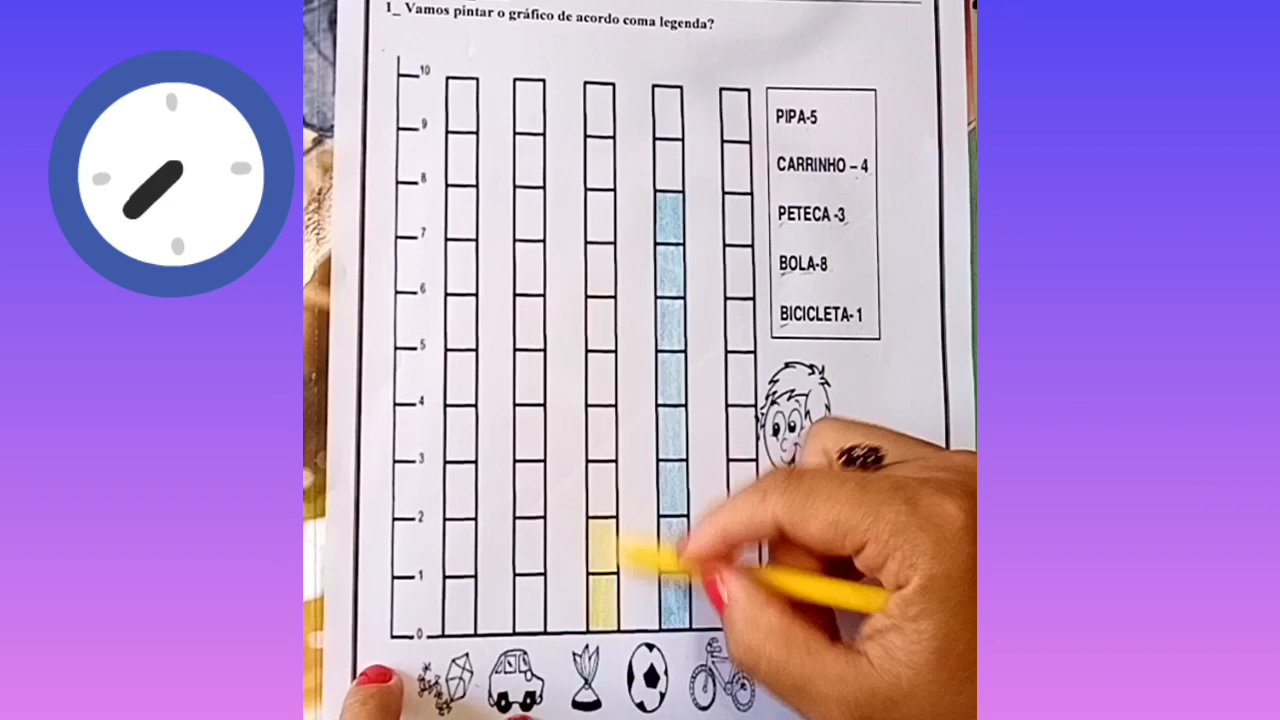 1_ Vamos pintar o gráfico de acordo coma legenda?
10
9
8
7
6
5
4
3
2
1
0
PIPA-5
CARRINHO – 4
PETECA -3
BOLA-8
BICICLETA- 1